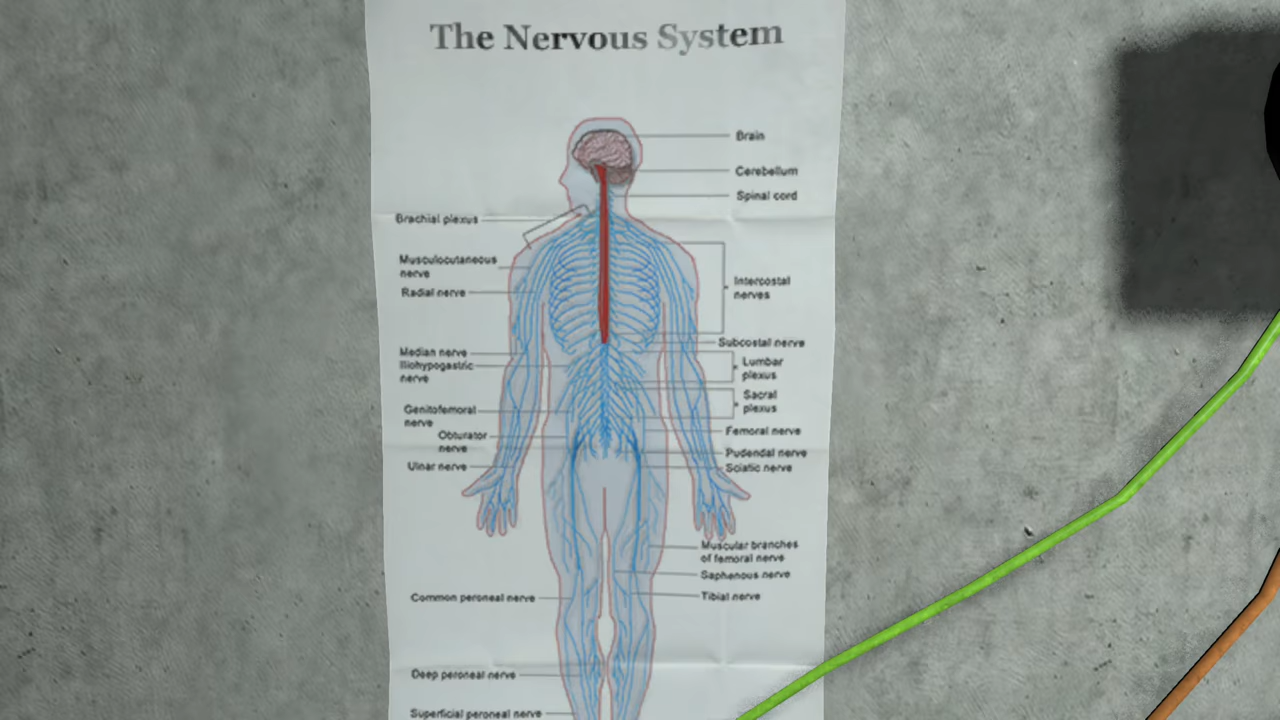 The Nervous System
Brain
Cerebellum
Spinal cord
Brachial plexus
Musculocutaneous
nerve
Radial nerve
Intercostal
nerves
Subcostal nerve
Median nerve
Iliohypogastric
nerve
Lumbar
plexus
Sacral
plexus
Genitofemoral
nerve
Obturator
nerve
Ulnar nerve
Femoral nerve
Pudendal nerve
Sciatic nerve
Muscular branches
of femoral nerve
Saphenous nerve
Tibial nerve
Common peroneal nerve
Deep peroneal nerve
Superficial peroneal nerve